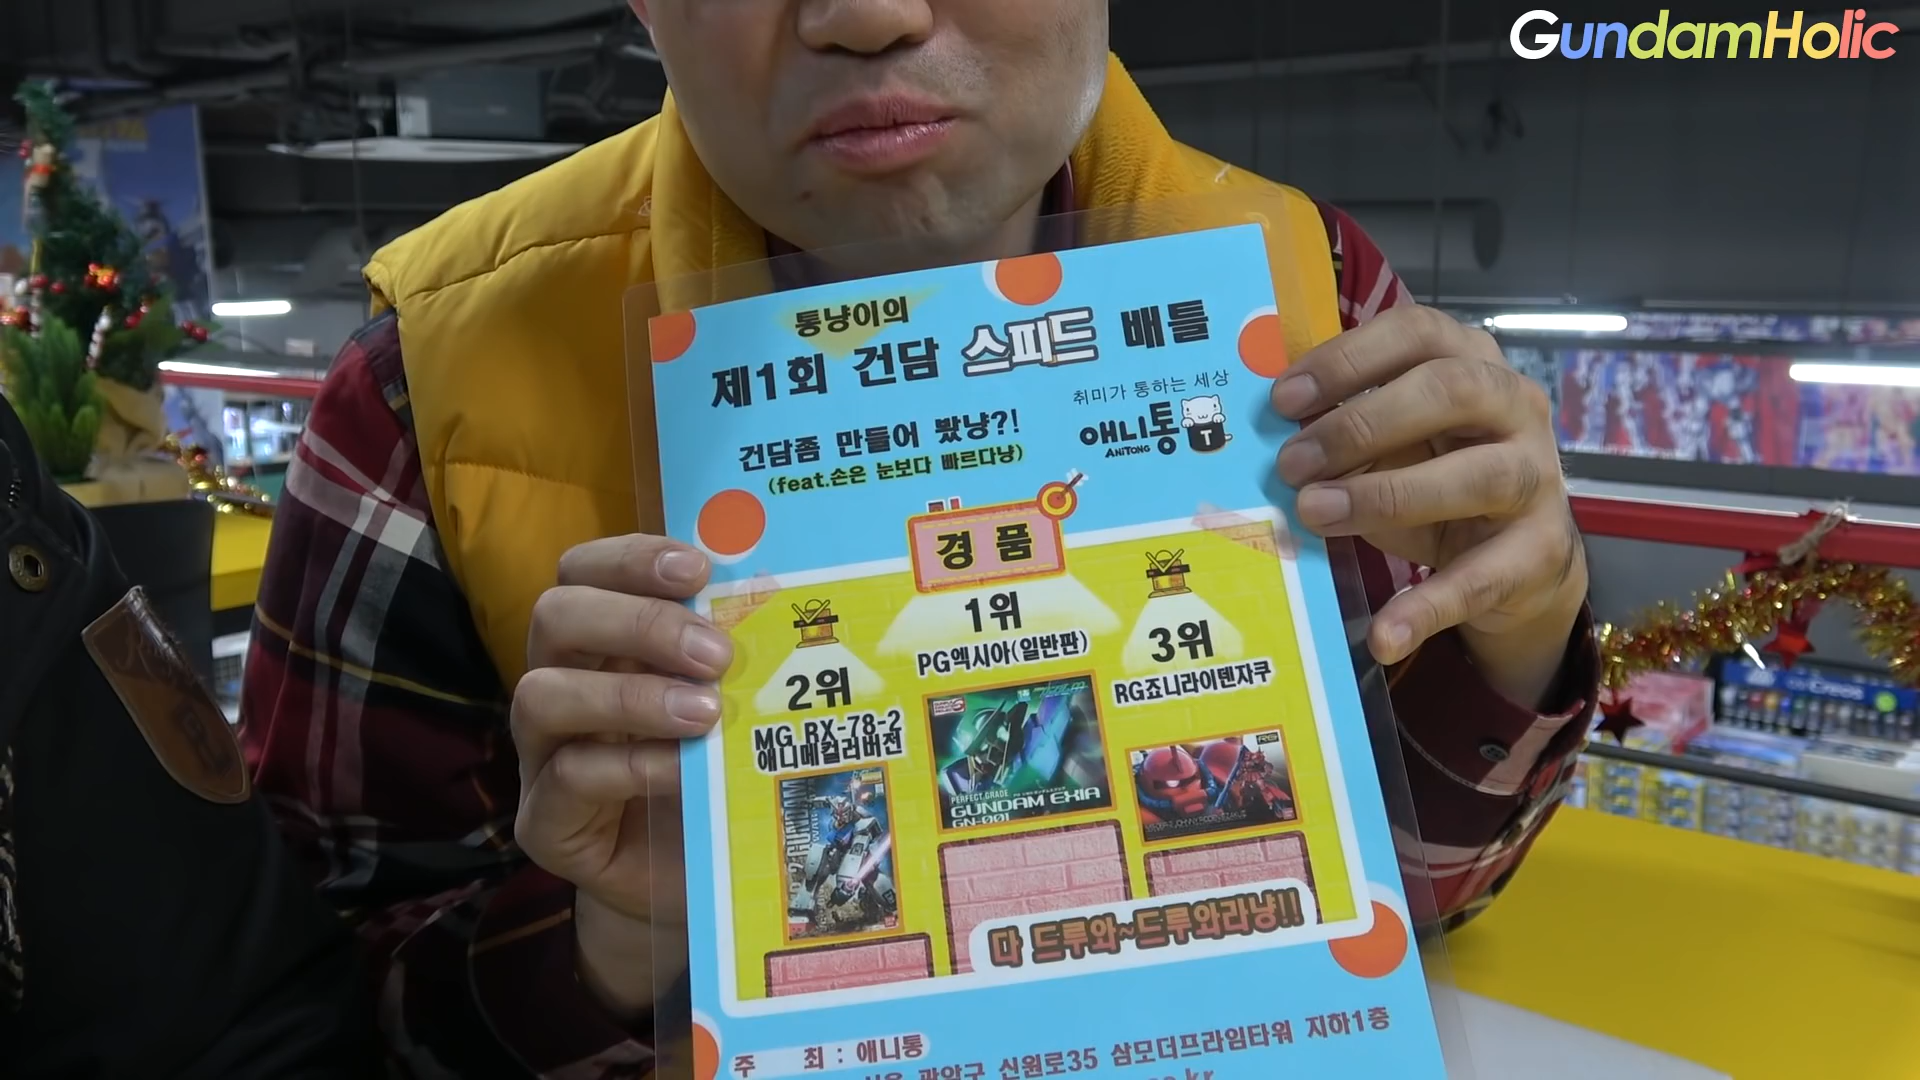 GundamHolic
통냥이의
제1회 건담 스피드 배틀
취미가 통하는 세상
애니통
ANiTONG
T
건담좀 만들어 봤냥?!
(feat.손은 눈보다 빠르다냥)
경품
1위
PG엑시아(일반판)
2위
MG RX-78-2
애니메컬러버전
3위
RG죠니라이덴자쿠
PERFECT GRADE
GUNDAM EXIA
GN-001
RG
다 드루와~드루와라냥!!
주 최 : 애니통
관악구 신원로35 삼모더프라임타워 지하1층